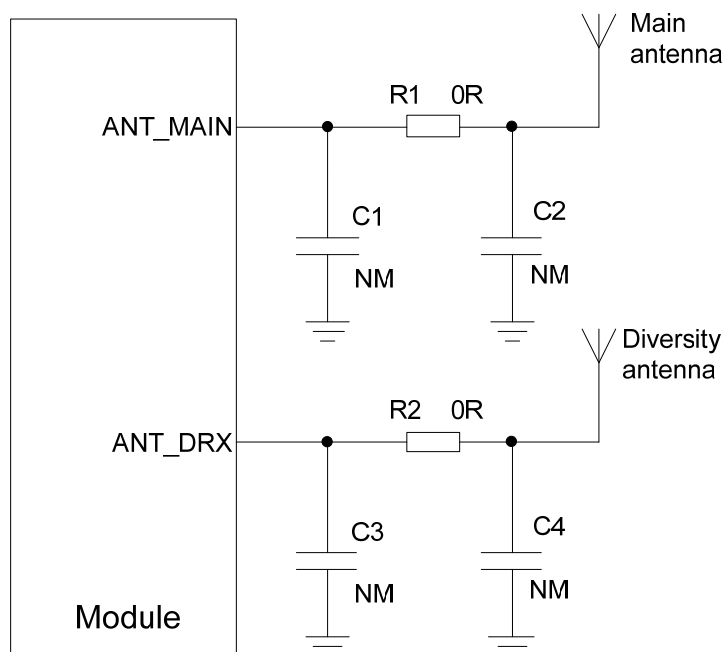 Main
antenna
R1 0R
ANT_MAIN
C1
C2
NM
NM
Diversity
antenna
R2 0R
ANT_DRX
C3
C4
NM
NM
Module